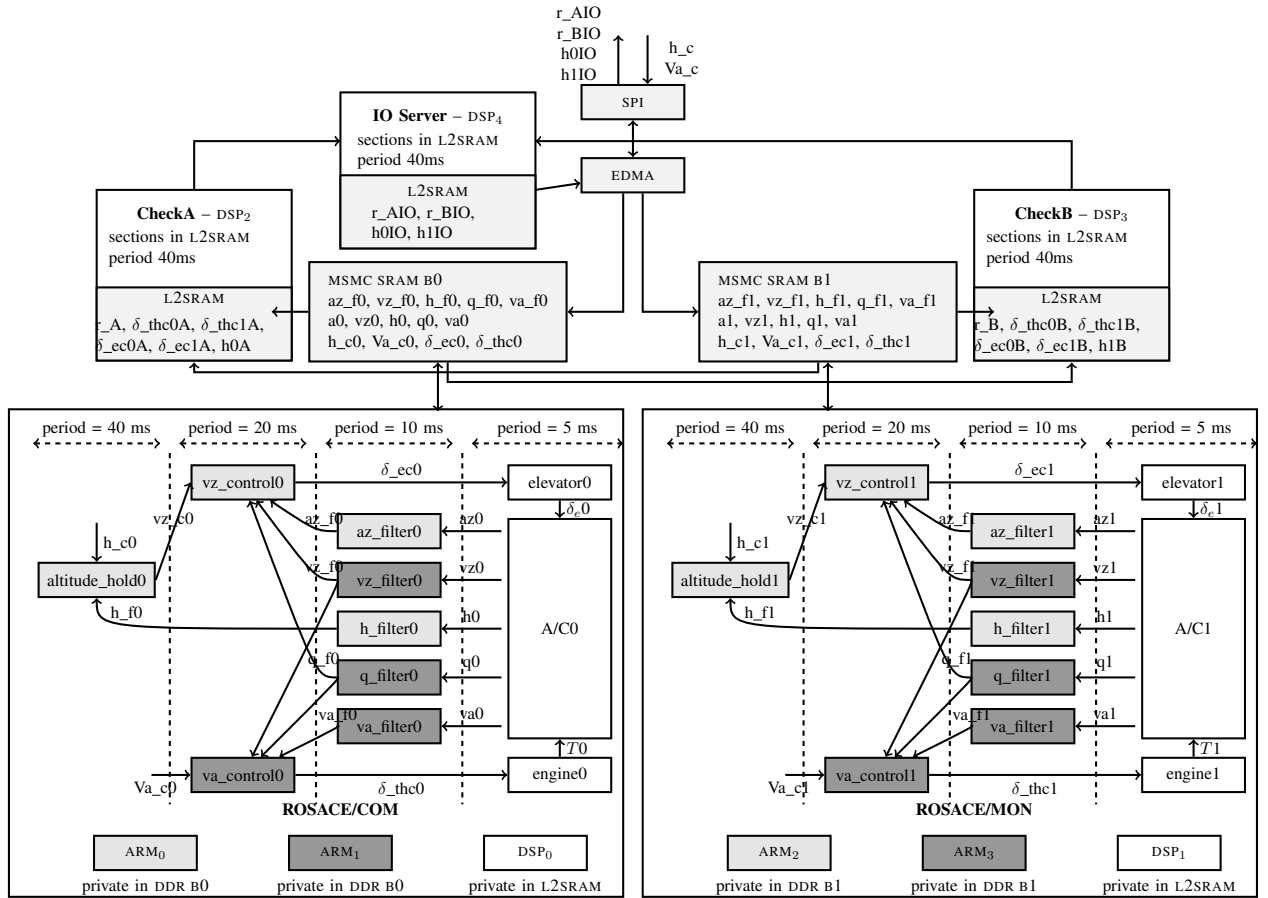 r_AIO
r_BIO
h0IO
h1IO
h_c
Va_c
SPI
IO Server – DSP₄
sections in L2SRAM
period 40ms
EDMA
L2SRAM
r_AIO, r_BIO,
h0IO, h1IO
CheckA – DSP₂
sections in L2SRAM
period 40ms
CheckB – DSP₃
sections in L2SRAM
period 40ms
L2SRAM
r_A, δ_thc0A, δ_thc1A,
δ_ec0A, δ_ec1A, h0A
MSMC SRAM B0
az_f0, vz_f0, h_f0, q_f0, va_f0
a0, vz0, h0, q0, va0
h_c0, Va_c0, δ_ec0, δ_thc0
MSMC SRAM B1
az_f1, vz_f1, h_f1, q_f1, va_f1
a1, vz1, h1, q1, va1
h_c1, Va_c1, δ_ec1, δ_thc1
L2SRAM
r_B, δ_thc0B, δ_thc1B,
δ_ec0B, δ_ec1B, h1B
period = 40 ms
period = 20 ms
period = 10 ms
period = 5 ms
vz_control0
δ_ec0
elevator0
vz_c0
az_f0
az_filter0
az0
δₑ0
h_c0
altitude_hold0
vz_f0
vz_filter0
vz0
h_f0
h_filter0
h0
A/C0
q_f0
q_filter0
q0
va_f0
va_filter0
va0
T0
Va_c0
va_control0
δ_thc0
engine0
ROSACE/COM
ARM₀
ARM₁
DSP₀
private in DDR B0
private in DDR B0
private in L2SRAM
period = 40 ms
period = 20 ms
period = 10 ms
period = 5 ms
vz_control1
δ_ec1
elevator1
vz_c1
az_f1
az_filter1
az1
δₑ1
h_c1
altitude_hold1
vz_f1
vz_filter1
vz1
h_f1
h_filter1
h1
A/C1
q_f1
q_filter1
q1
va_f1
va_filter1
va1
T1
Va_c1
va_control1
δ_thc1
engine1
ROSACE/MON
ARM₂
ARM₃
DSP₁
private in DDR B1
private in DDR B1
private in L2SRAM